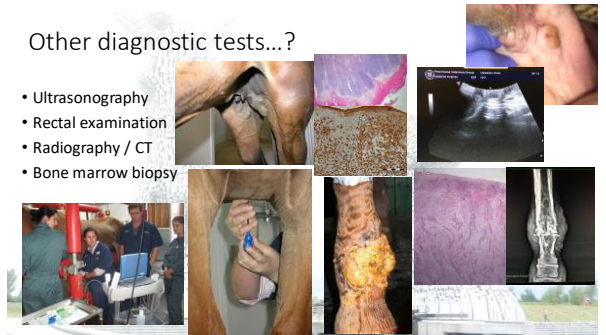 Other diagnostic tests…?
• Ultrasonography
• Rectal examination
• Radiography / CT
• Bone marrow biopsy